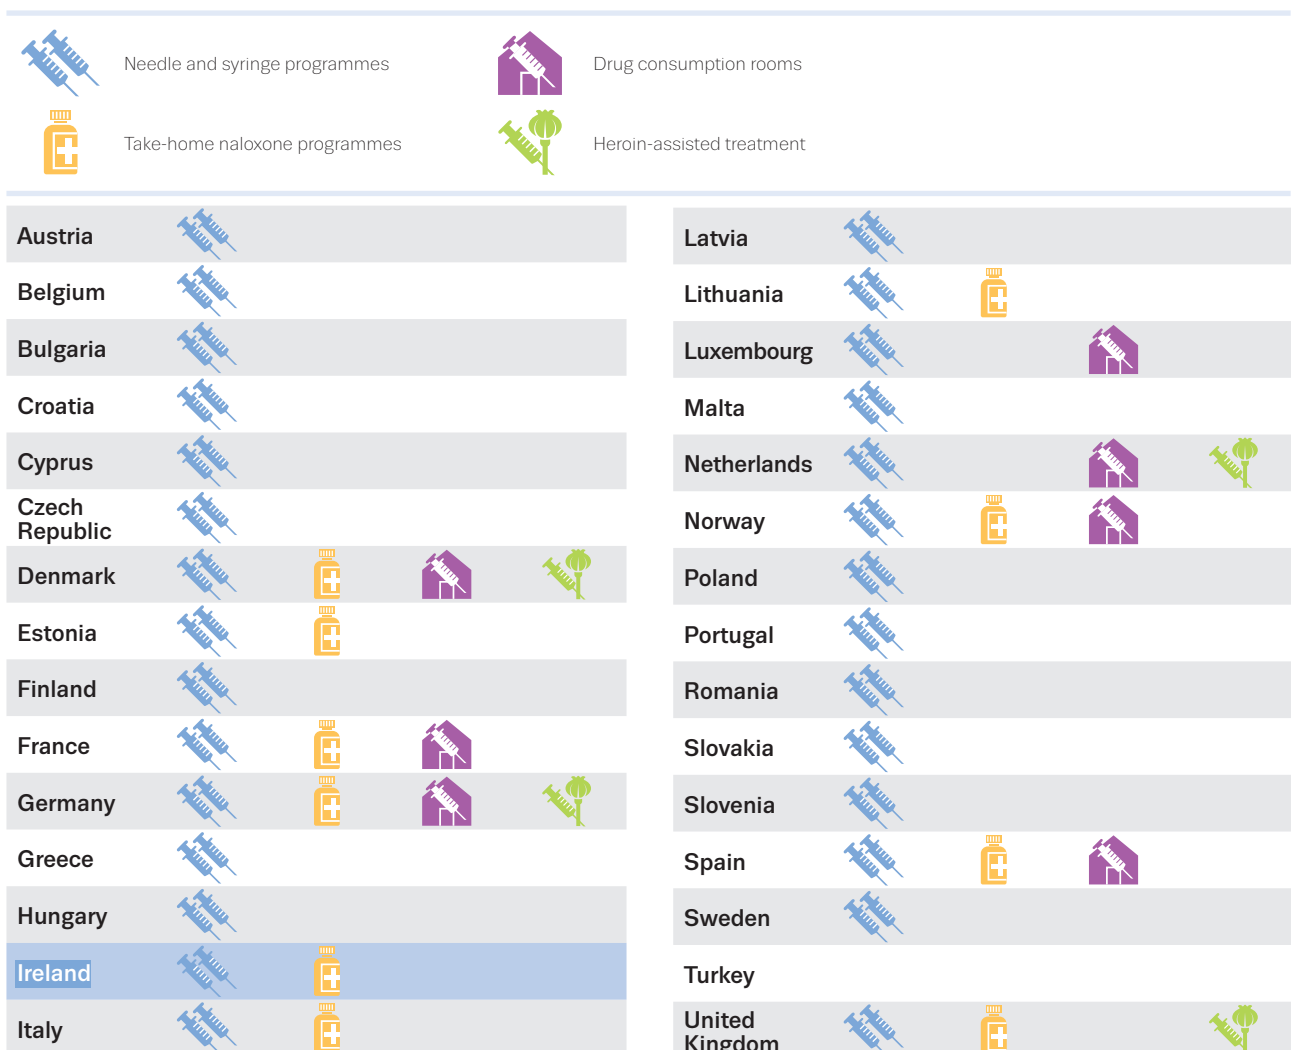 Needle and syringe programmes
Drug consumption rooms
Take-home naloxone programmes
Heroin-assisted treatment
Austria
Belgium
Bulgaria
Croatia
Cyprus
Czech
Republic
Denmark
Estonia
Finland
France
Germany
Greece
Hungary
Ireland
Italy
Latvia
Lithuania
Luxembourg
Malta
Netherlands
Norway
Poland
Portugal
Romania
Slovakia
Slovenia
Spain
Sweden
Turkey
United
Kingdom